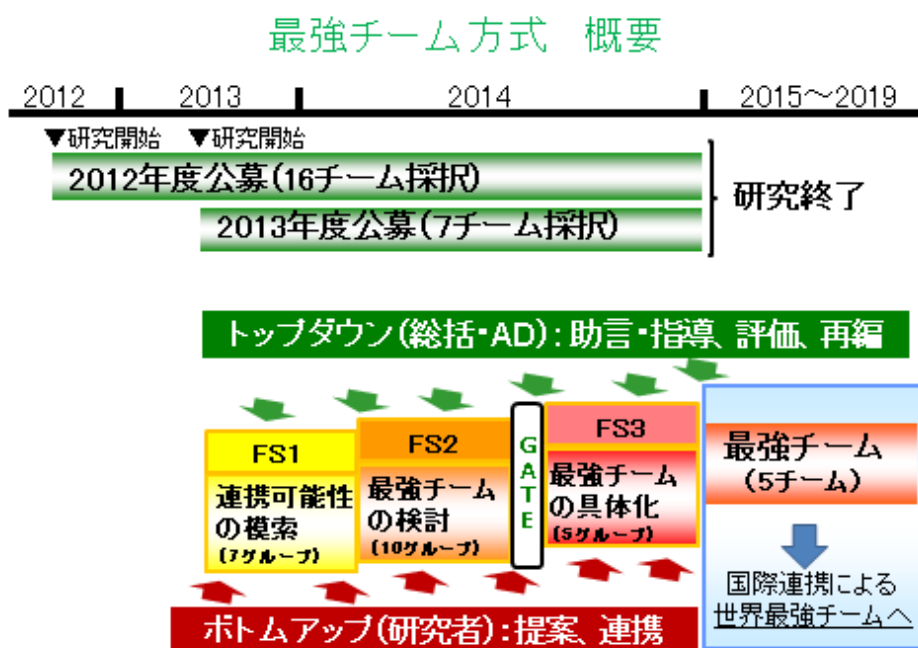 最強チーム方式　概要
2012
2013
2014
2015～2019
▼研究開始
▼研究開始
2012年度公募(16チーム採択)
2013年度公募(7チーム採択)
研究終了
トップダウン(総括・AD)：助言・指導、評価、再編
FS1
連携可能性
の模索
(7グループ)
FS2
最強チーム
の検討
(10グループ)
GATE
FS3
最強チーム
の具体化
(5グループ)
最強チーム
(5チーム)
国際連携による
世界最強チームへ
ボトムアップ(研究者)：提案、連携